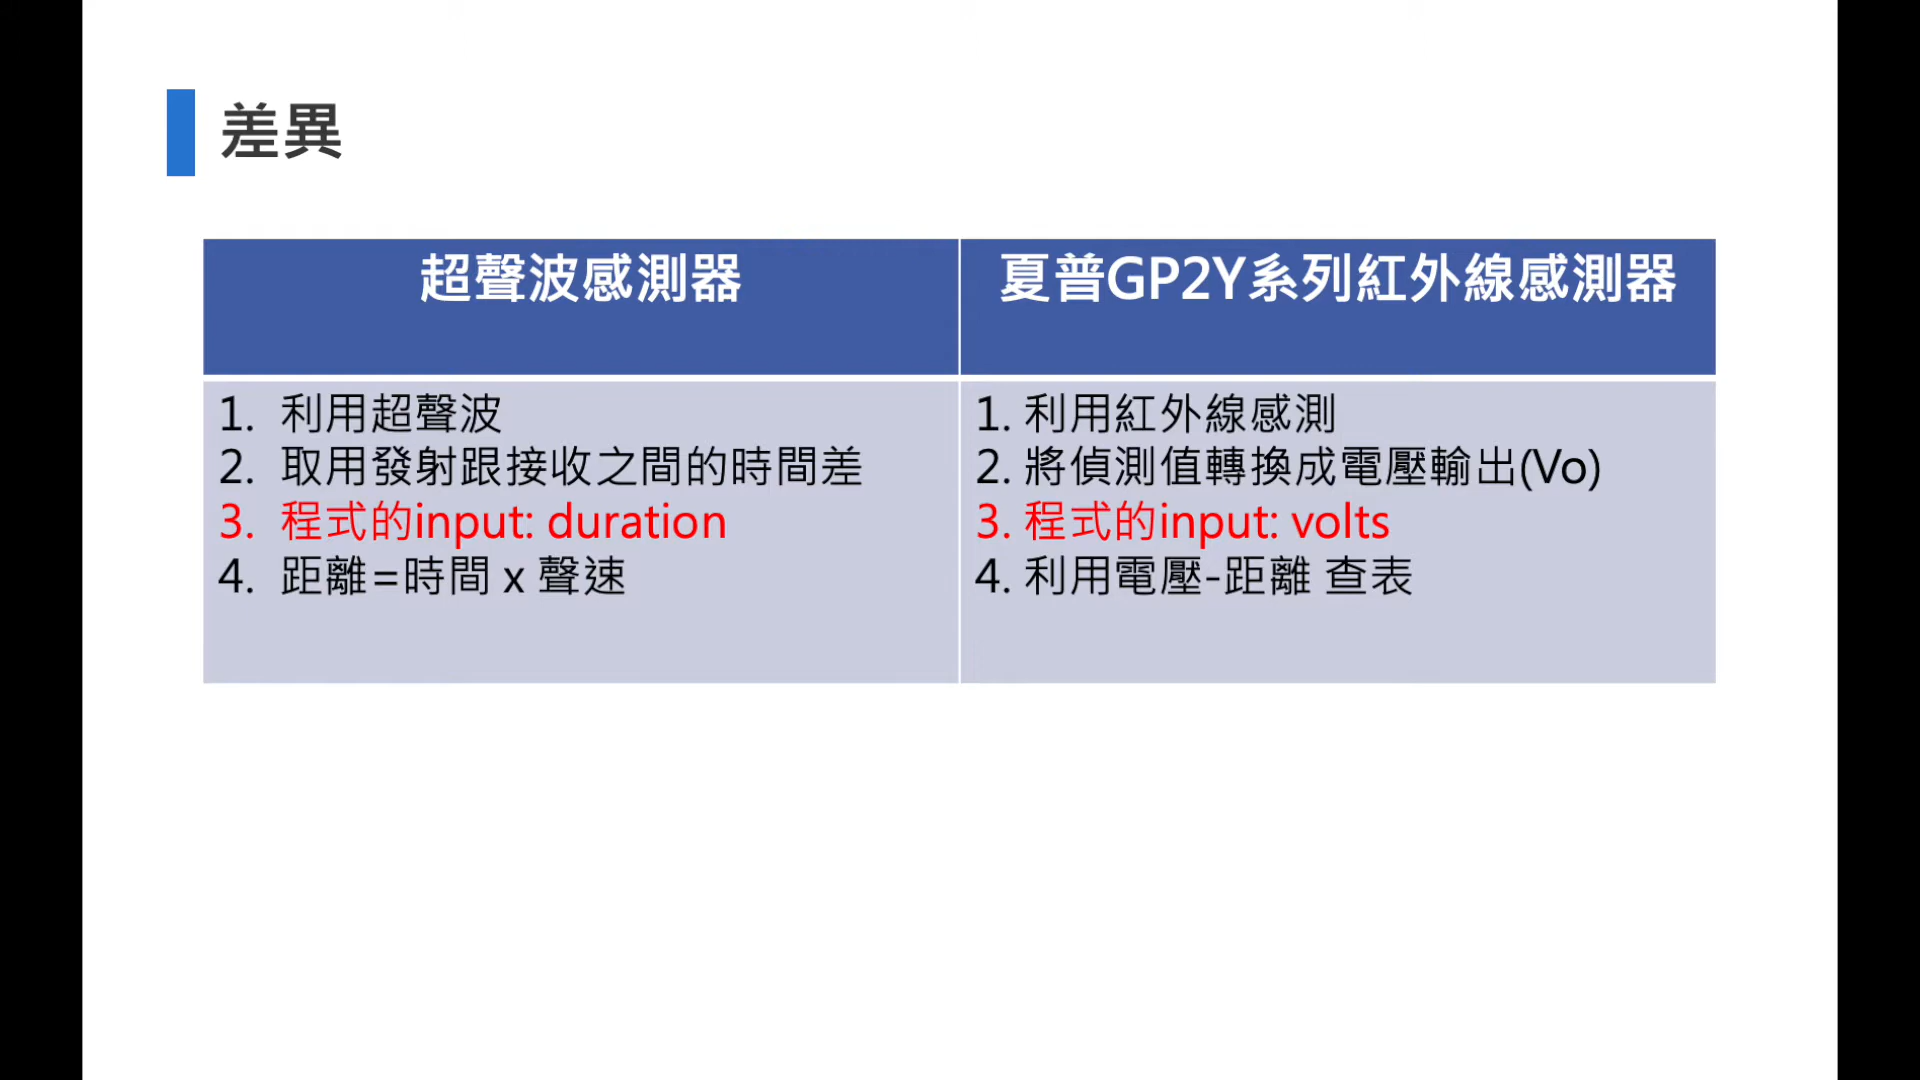 差異
超聲波感測器
夏普GP2Y系列紅外線感測器
1. 利用超聲波
2. 取用發射跟接收之間的時間差
3. 程式的input: duration
4. 距離=時間 x 聲速
1. 利用紅外線感測
2. 將偵測值轉換成電壓輸出(Vo)
3. 程式的input: volts
4. 利用電壓-距離 查表